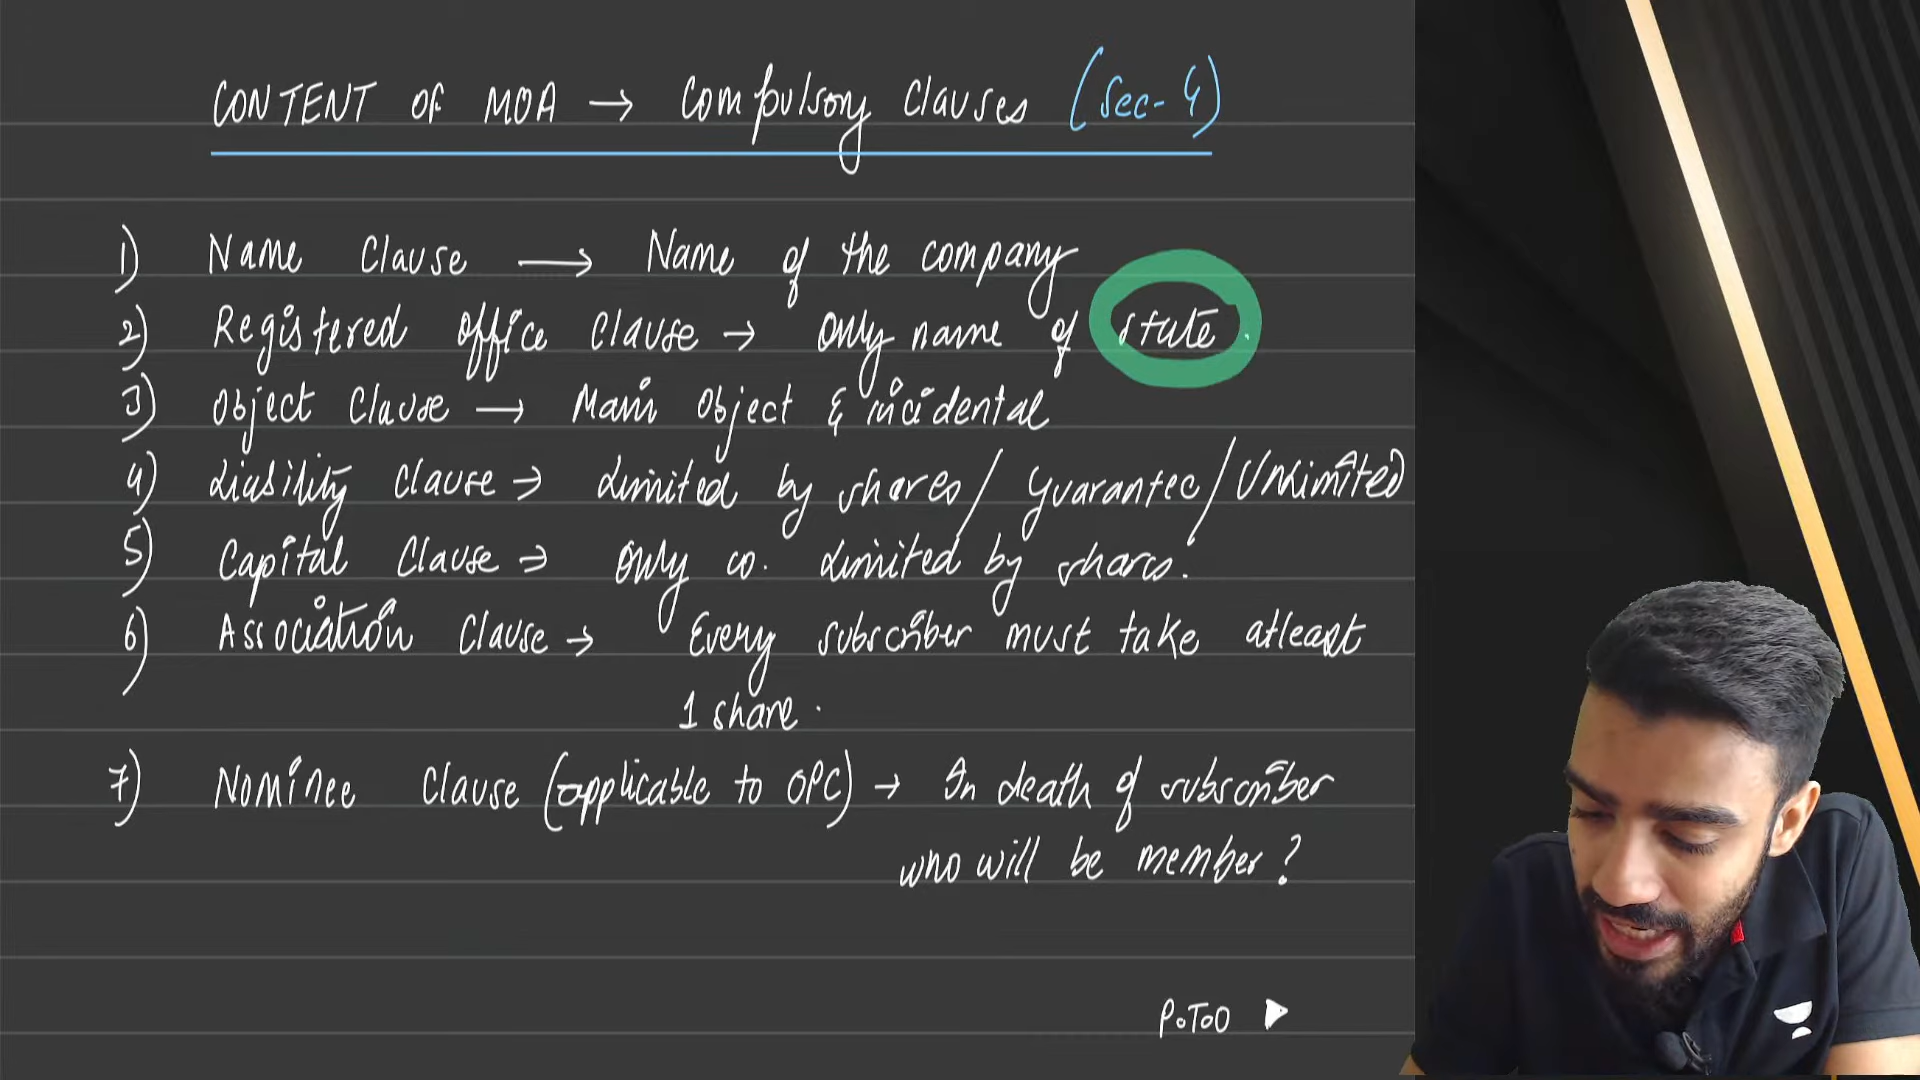 CONTENT OF MOA → Compulsory Clauses (Sec-4)
1) Name Clause → Name of the company
2) Registered office Clause → Only name of state.
3) Object Clause → Main Object & incidental
4) Liability Clause → Limited by shares / Guarantee / Unlimited
5) Capital Clause → Only co. Limited by shares.
6) Association Clause → Every subscriber must take atleast
1 share.
7) Nominee Clause (applicable to OPC) → In death of subscriber
who will be member?
P.T.O